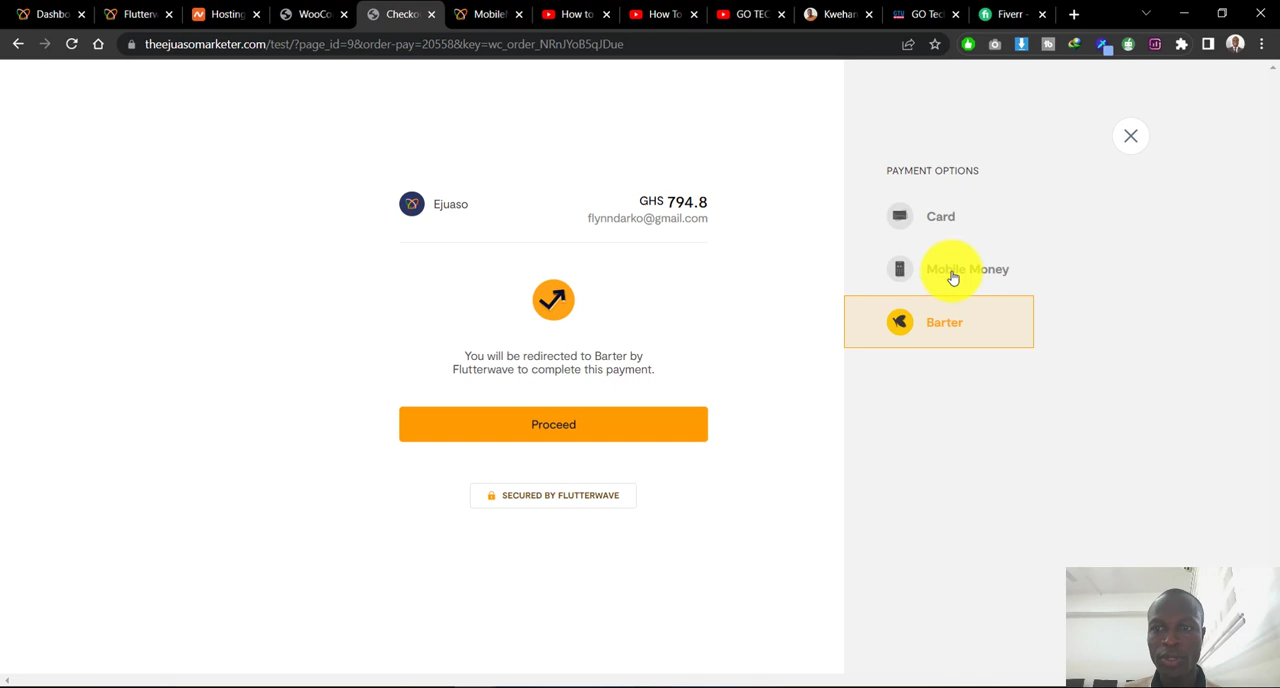 Dashbo
Flutterw
Hosting
WooCo
Checko
Mobile
How to
How To
GO TEC
Kwehan
GO Tec
Fiverr -
theejuasomarketer.com/test/?page_id=9&order-pay=20558&key=wc_order_NRnJYoB5qJDue
PAYMENT OPTIONS
Ejuaso
GHS 794.8
flynndarko@gmail.com
Card
Mobile Money
Barter
You will be redirected to Barter by
Flutterwave to complete this payment.
Proceed
SECURED BY FLUTTERWAVE